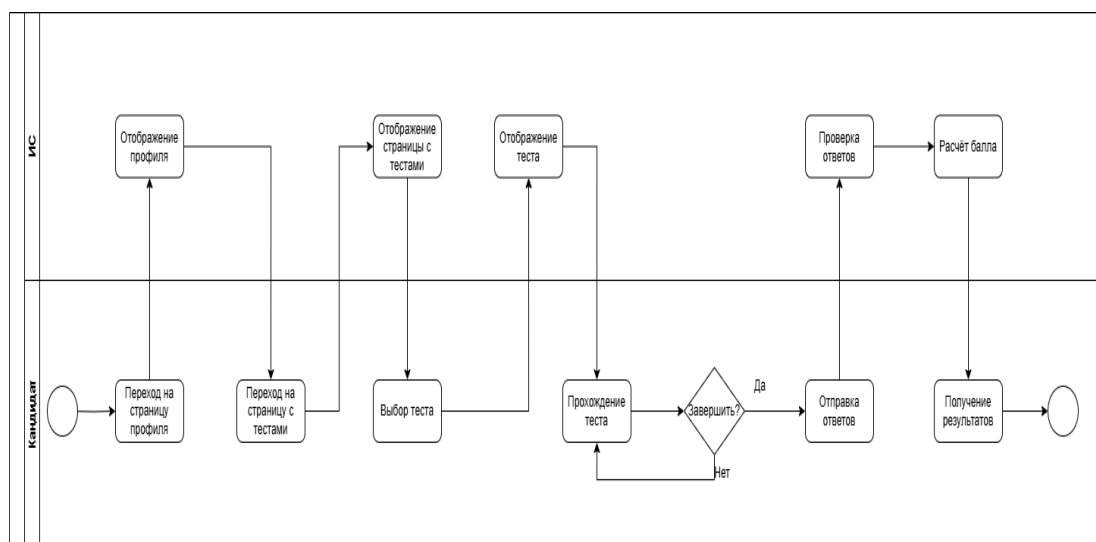 ИС
Отображение
профиля
Отображение
страницы с
тестами
Отображение
теста
Проверка
ответов
Расчёт балла
Кандидат
Переход на
страницу
профиля
Переход на
страницу с
тестами
Выбор теста
Прохождение
теста
Завершить?
Да
Нет
Отправка
ответов
Получение
результатов